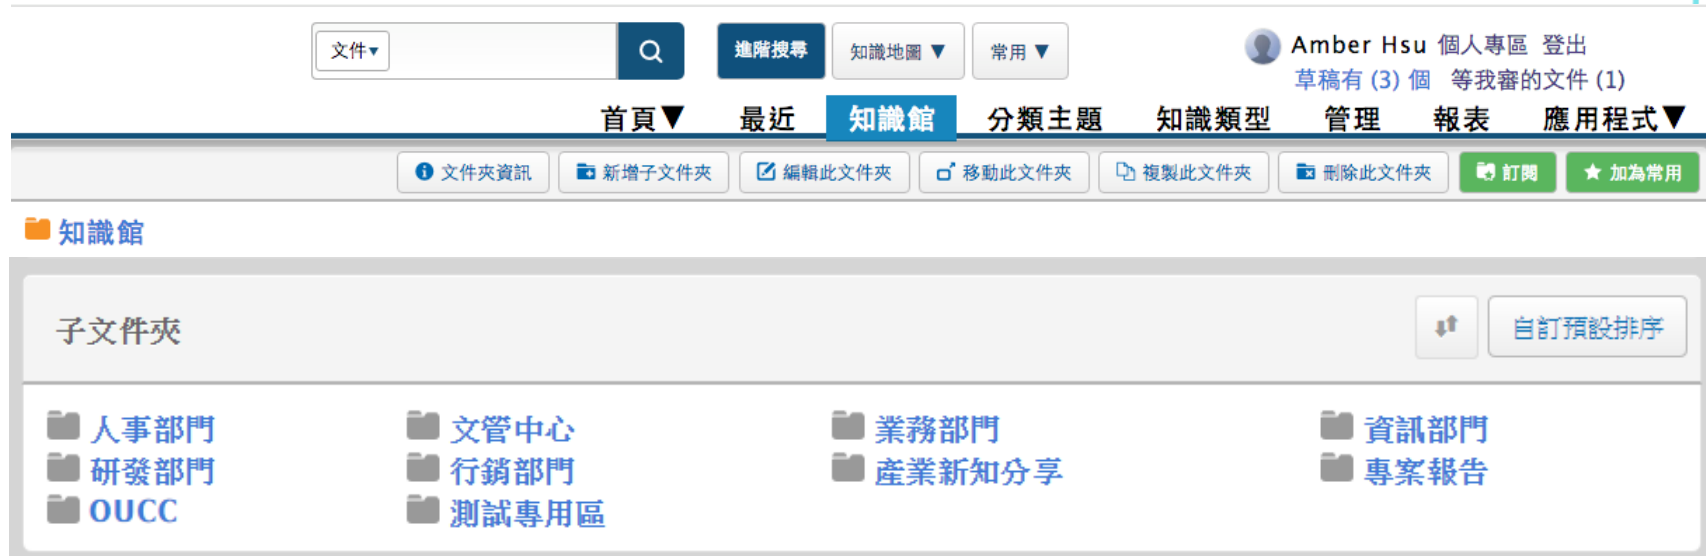 文件▾ 進階搜尋 知識地圖 ▼ 常用 ▼ Amber Hsu 個人專區 登出
草稿有 (3) 個 等我審的文件 (1)
首頁▼ 最近 知識館 分類主題 知識類型 管理 報表 應用程式▼
文件夾資訊 新增子文件夾 編輯此文件夾 移動此文件夾 複製此文件夾 刪除此文件夾 訂閱 加為常用
知識館
子文件夾 自訂預設排序
人事部門 文管中心 業務部門 資訊部門
研發部門 行銷部門 產業新知分享 專案報告
OUCC 測試專用區